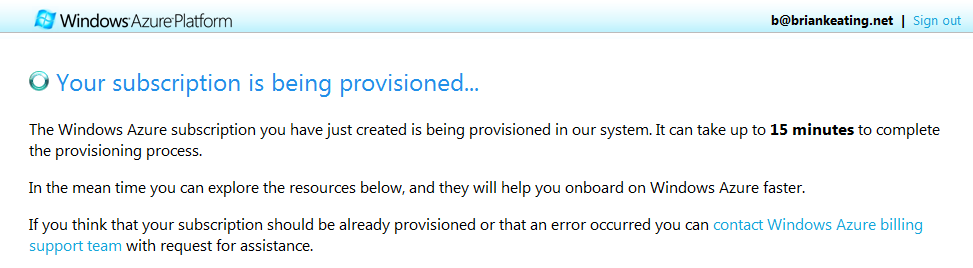 Windows Azure Platform
b@briankeating.net | Sign out
Your subscription is being provisioned...
The Windows Azure subscription you have just created is being provisioned in our system. It can take up to 15 minutes to complete
the provisioning process.
In the mean time you can explore the resources below, and they will help you onboard on Windows Azure faster.
If you think that your subscription should be already provisioned or that an error occurred you can contact Windows Azure billing
support team with request for assistance.